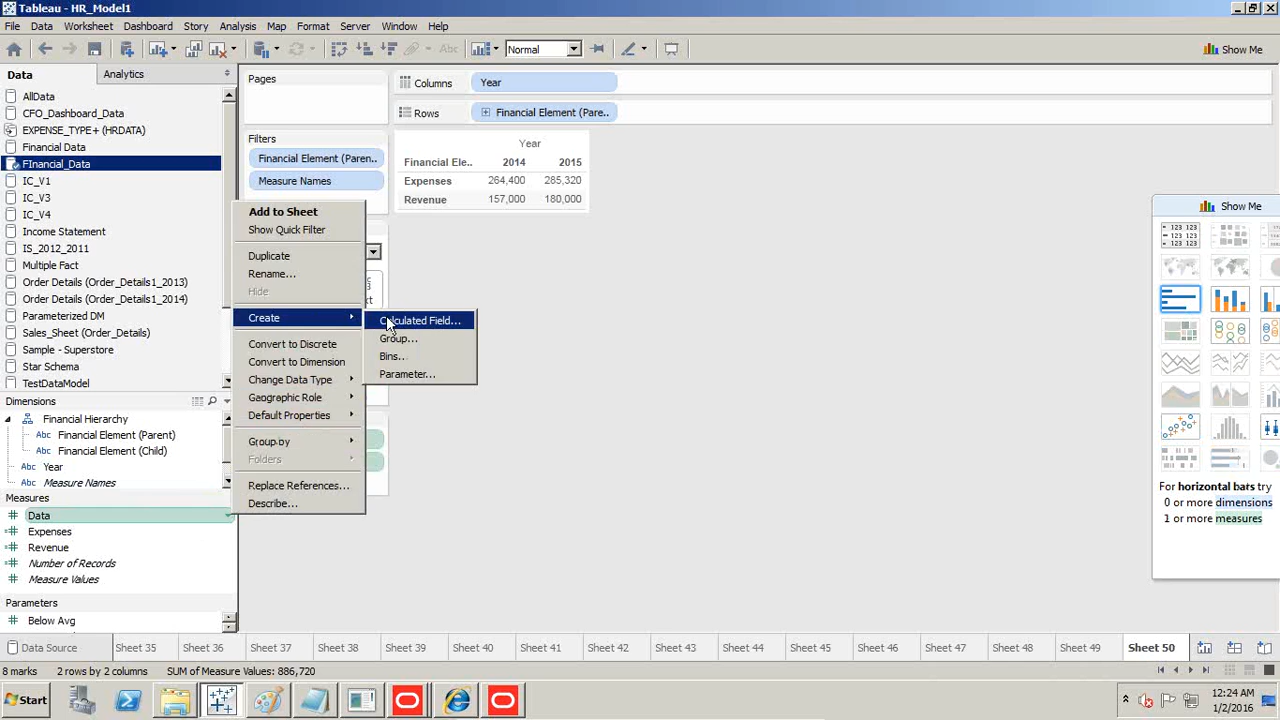 Tableau - HR_Model1
File Data Worksheet Dashboard Story Analysis Map Format Server Window Help
Abc Normal Show Me
Data Analytics
AllData
CFO_Dashboard_Data
EXPENSE_TYPE+ (HRDATA)
Financial Data
FInancial_Data
IC_V1
IC_V3
IC_V4
Income Statement
IS_2012_2011
Multiple Fact
Order Details (Order_Details1_2013)
Order Details (Order_Details1_2014)
Parameterized DM
Sales_Sheet (Order_Details)
Sample - Superstore
Star Schema
TestDataModel
Dimensions
Financial Hierarchy
Abc Financial Element (Parent)
Abc Financial Element (Child)
Abc Year
Abc Measure Names
Measures
# Data
=# Expenses
=# Revenue
=# Number of Records
# Measure Values
Parameters
# Below Avg
Pages
Filters
Financial Element (Paren..
Measure Names
Columns Year
Rows Financial Element (Pare..
Year
Financial Ele.. 2014 2015
Expenses 264,400 285,320
Revenue 157,000 180,000
Add to Sheet
Show Quick Filter
Duplicate
Rename...
Hide
Create
Convert to Discrete
Convert to Dimension
Change Data Type
Geographic Role
Default Properties
Group by
Folders
Replace References...
Describe...
Calculated Field...
Group...
Bins...
Parameter...
Show Me
For horizontal bars try
0 or more dimensions
1 or more measures
Data Source Sheet 35 Sheet 36 Sheet 37 Sheet 38 Sheet 39 Sheet 40 Sheet 41 Sheet 42 Sheet 43 Sheet 44 Sheet 45 Sheet 46 Sheet 47 Sheet 48 Sheet 49 Sheet 50
8 marks 2 rows by 2 columns SUM of Measure Values: 886,720
Start
12:24 AM
1/2/2016